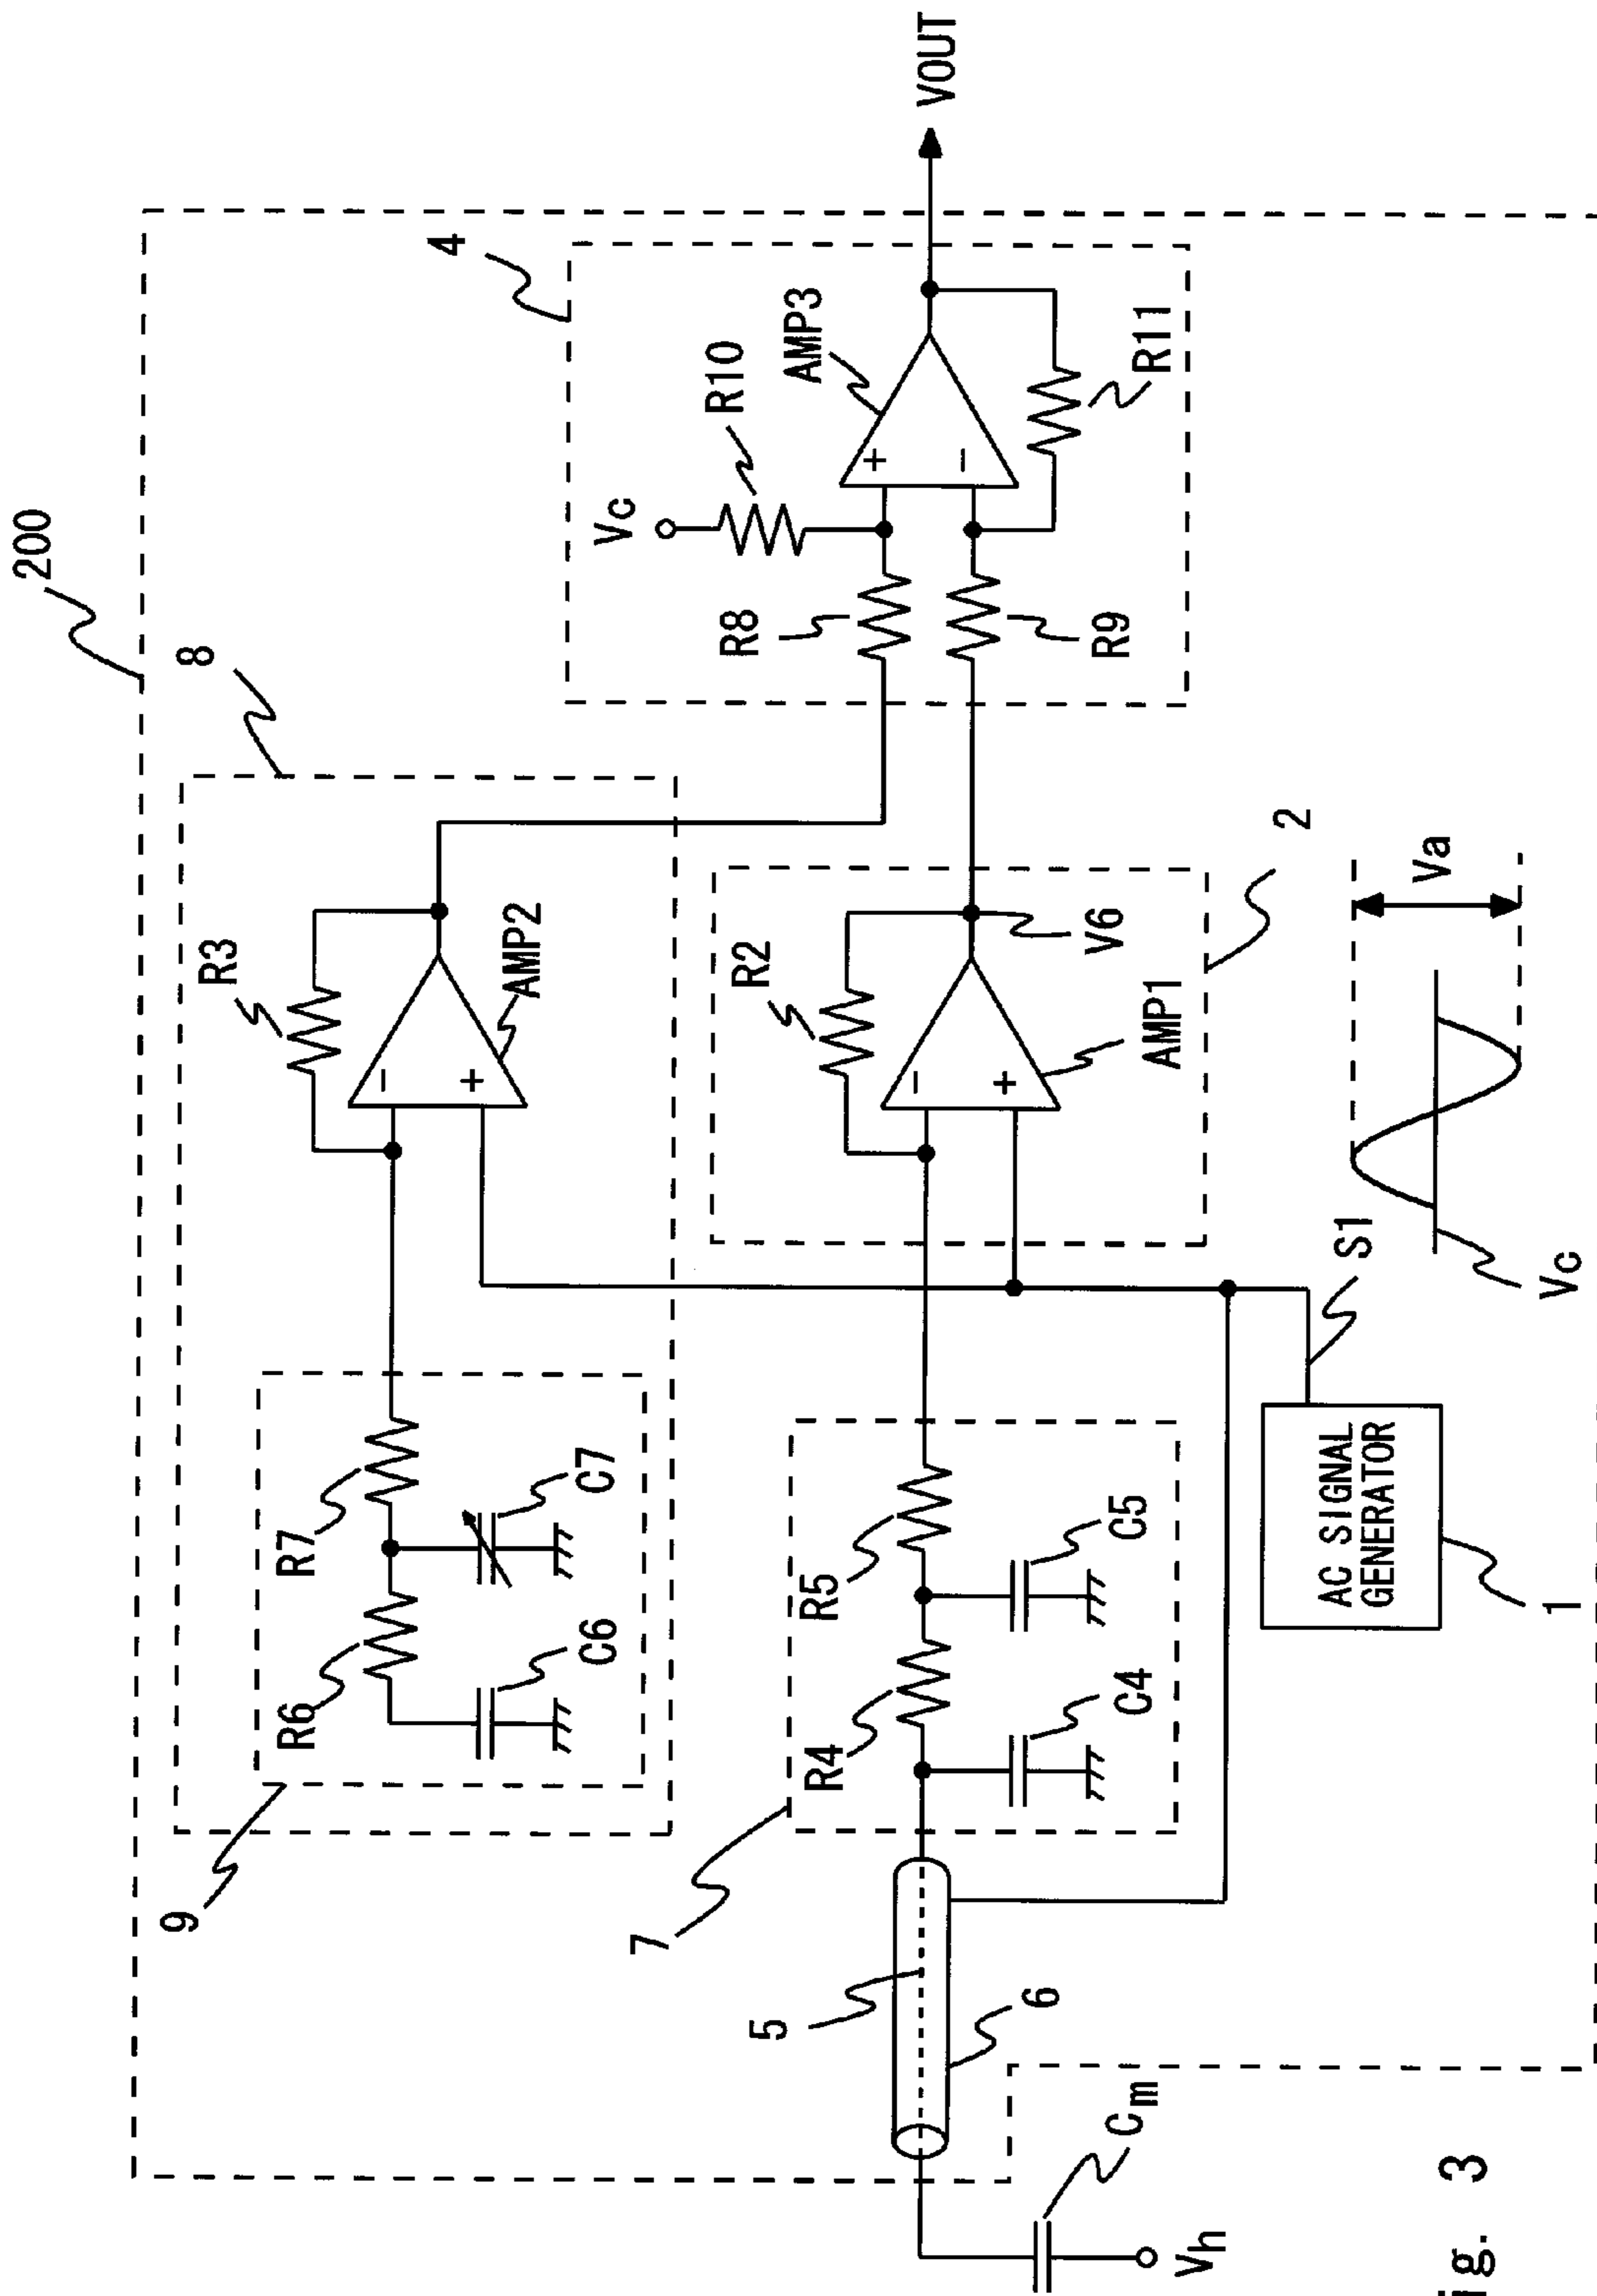 200
4
8
AMP3
VOUT
R10
Vc
+
−
R11
R8
R9
R3
AMP2
−
+
R2
V6
2
−
+
AMP1
Va
S1
Vc
R7
R6
C7
C6
9
R5
R4
C5
C4
7
AC SIGNAL
GENERATOR
1
5
6
Cm
Vh
ig. 3